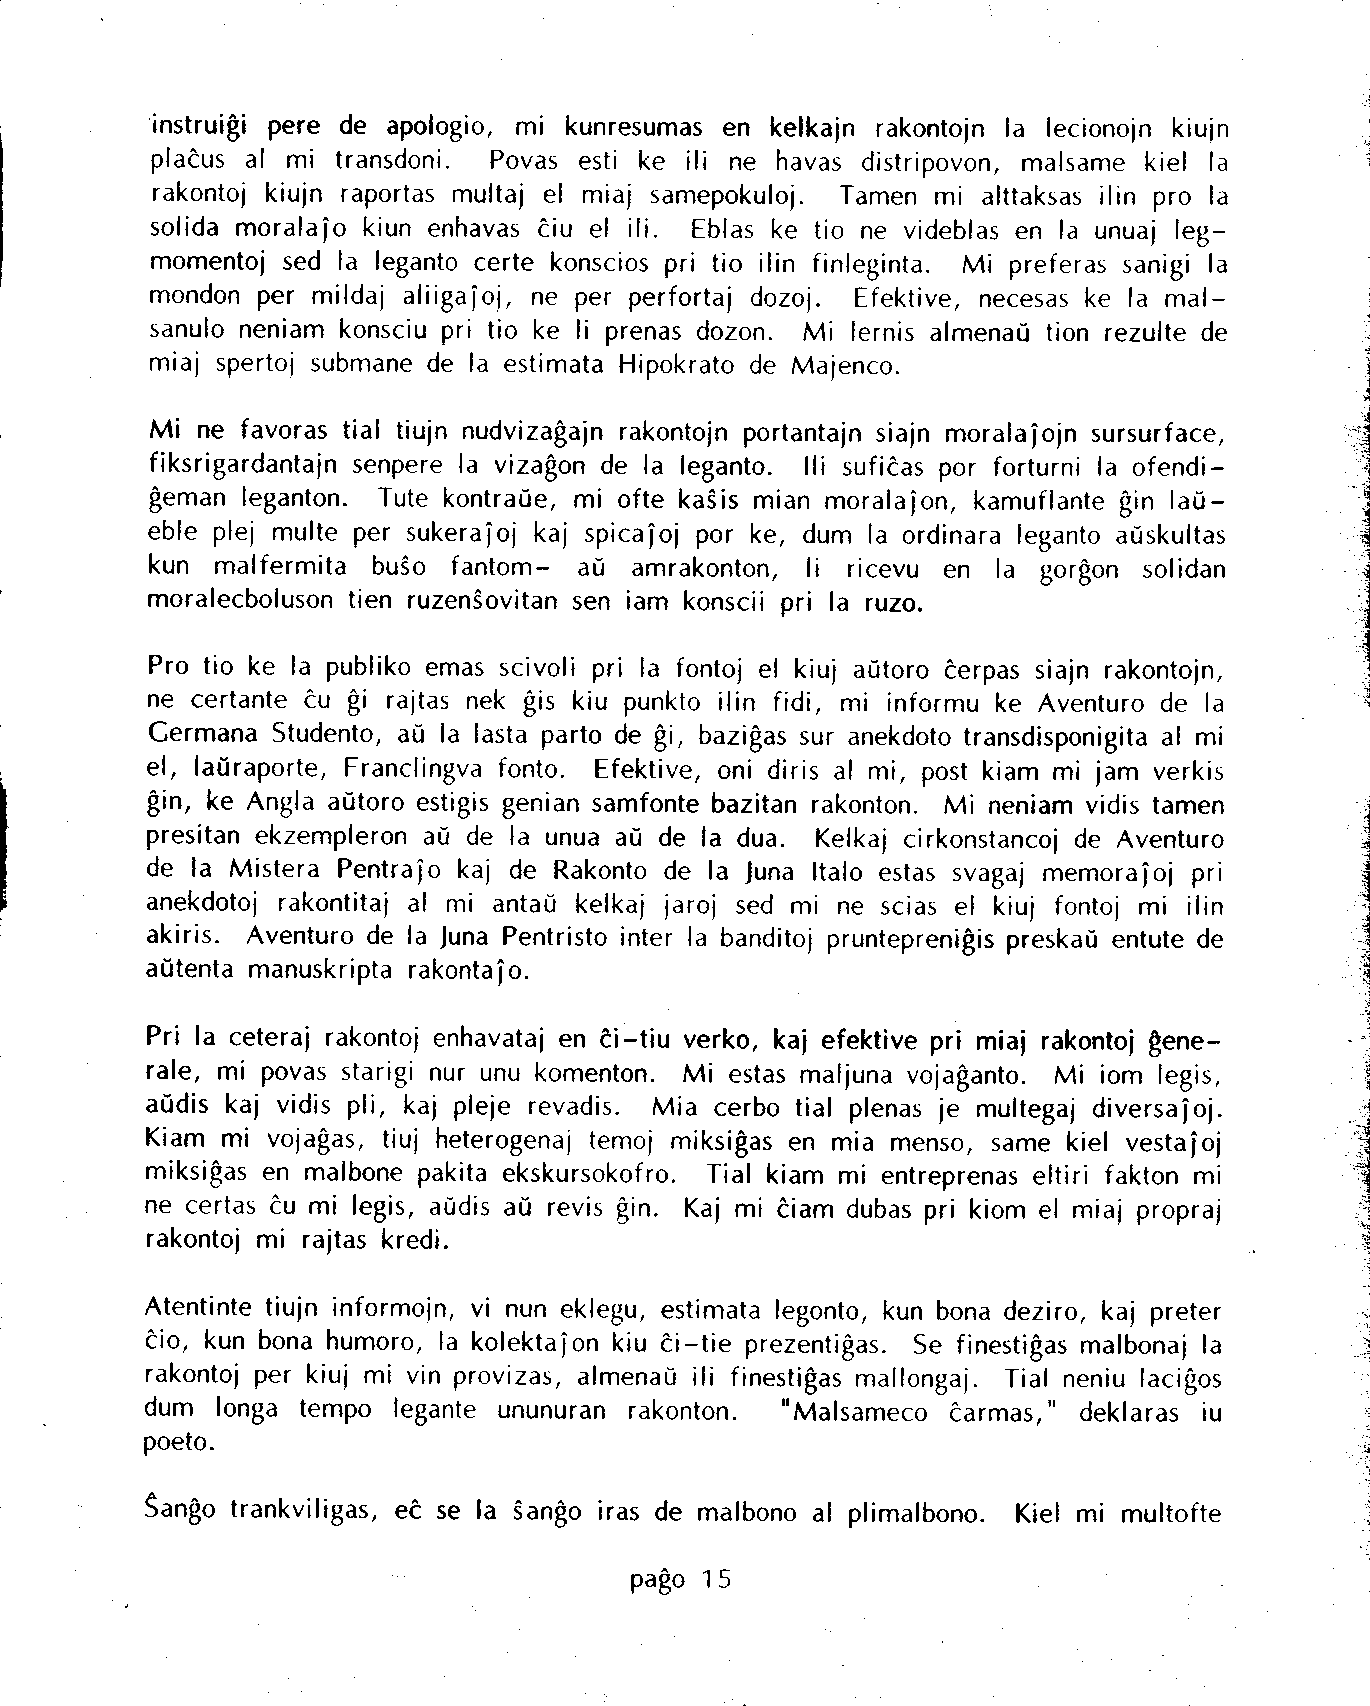 instruiĝi pere de apologio, mi kunresumas en kelkajn rakontojn la lecionojn kiujn
plaĉus al mi transdoni. Povas esti ke ili ne havas distripovon, malsame kiel la
rakontoj kiujn raportas multaj el miaj samepokuloj. Tamen mi alttaksas ilin pro la
solida moralaĵo kiun enhavas ĉiu el ili. Eblas ke tio ne videblas en la unuaj leg-
momentoj sed la leganto certe konscios pri tio ilin finleginta. Mi preferas sanigi la
mondon per mildaj aliigaĵoj, ne per perfortaj dozoj. Efektive, necesas ke la mal-
sanulo neniam konsciu pri tio ke li prenas dozon. Mi lernis almenaŭ tion rezulte de
miaj spertoj submane de la estimata Hipokrato de Majenco.

Mi ne favoras tial tiujn nudvizaĝajn rakontojn portantajn siajn moralaĵojn sursurface,
fiksrigardantajn senpere la vizaĝon de la leganto. Ili sufiĉas por forturni la ofendi-
ĝeman leganton. Tute kontraŭe, mi ofte kaŝis mian moralaĵon, kamuflante ĝin laŭ-
eble plej multe per sukeraĵoj kaj spicaĵoj por ke, dum la ordinara leganto aŭskultas
kun malfermita buŝo fantom- aŭ amrakonton, li ricevu en la gorĝon solidan
moralecboluson tien ruzenŝovitan sen iam konscii pri la ruzo.

Pro tio ke la publiko emas scivoli pri la fontoj el kiuj aŭtoro ĉerpas siajn rakontojn,
ne certante ĉu ĝi rajtas nek ĝis kiu punkto ilin fidi, mi informu ke Aventuro de la
Germana Studento, aŭ la lasta parto de ĝi, baziĝas sur anekdoto transdisponigita al mi
el, laŭraporte, Franclingva fonto. Efektive, oni diris al mi, post kiam mi jam verkis
ĝin, ke Angla aŭtoro estigis genian samfonte bazitan rakonton. Mi neniam vidis tamen
presitan ekzempleron aŭ de la unua aŭ de la dua. Kelkaj cirkonstancoj de Aventuro
de la Mistera Pentraĵo kaj de Rakonto de la Juna Italo estas svagaj memoraĵoj pri
anekdotoj rakontitaj al mi antaŭ kelkaj jaroj sed mi ne scias el kiuj fontoj mi ilin
akiris. Aventuro de la Juna Pentristo inter la banditoj pruntepreniĝis preskaŭ entute de
aŭtenta manuskripta rakontaĵo.

Pri la ceteraj rakontoj enhavataj en ĉi-tiu verko, kaj efektive pri miaj rakontoj ĝene-
rale, mi povas starigi nur unu komenton. Mi estas maljuna vojaĝanto. Mi iom legis,
aŭdis kaj vidis pli, kaj pleje revadis. Mia cerbo tial plenas je multegaj diversaĵoj.
Kiam mi vojaĝas, tiuj heterogenaj temoj miksiĝas en mia menso, same kiel vestaĵoj
miksiĝas en malbone pakita ekskursokofro. Tial kiam mi entreprenas eltiri fakton mi
ne certas ĉu mi legis, aŭdis aŭ revis ĝin. Kaj mi ĉiam dubas pri kiom el miaj propraj
rakontoj mi rajtas kredi.

Atentinte tiujn informojn, vi nun eklegu, estimata legonto, kun bona deziro, kaj preter
ĉio, kun bona humoro, la kolektaĵon kiu ĉi-tie prezentiĝas. Se finestiĝas malbonaj la
rakontoj per kiuj mi vin provizas, almenaŭ ili finestiĝas mallongaj. Tial neniu laciĝos
dum longa tempo legante ununuran rakonton. "Malsameco ĉarmas," deklaras iu
poeto.

Ŝanĝo trankviligas, eĉ se la ŝanĝo iras de malbono al plimalbono. Kiel mi multofte

paĝo 15